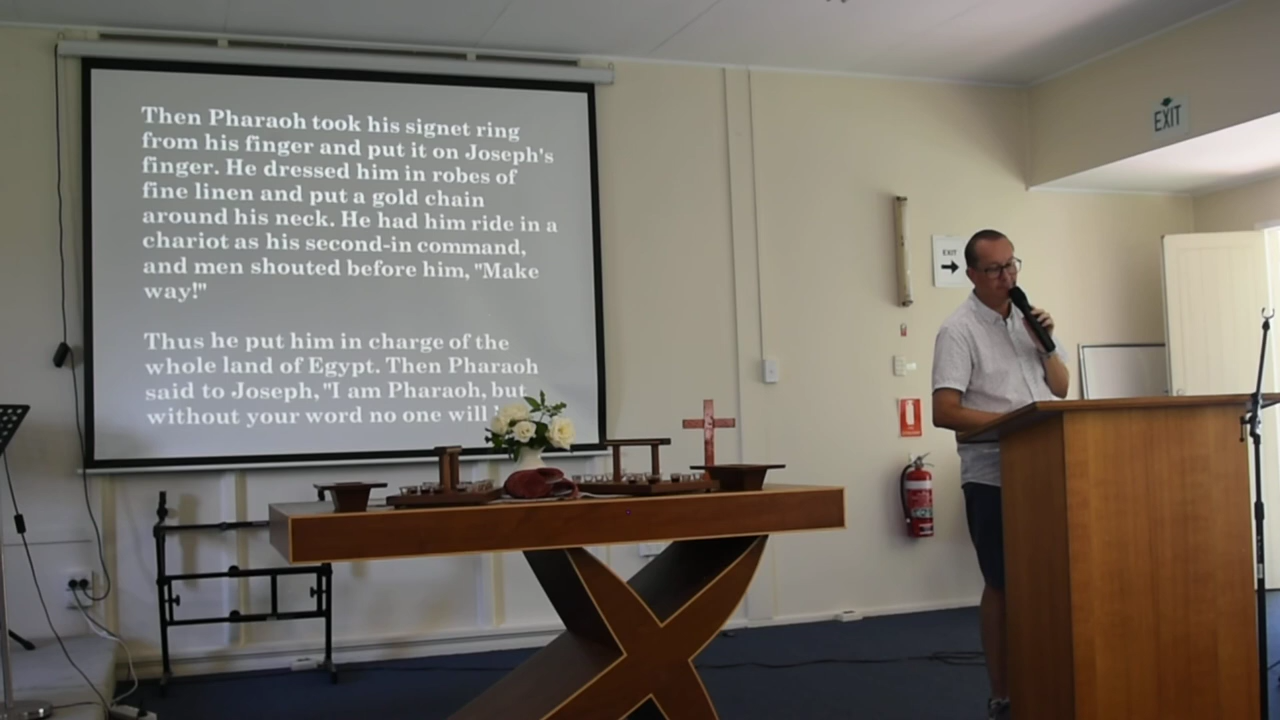 Then Pharaoh took his signet ring
from his finger and put it on Joseph's
finger. He dressed him in robes of
fine linen and put a gold chain
around his neck. He had him ride in a
chariot as his second-in command,
and men shouted before him, "Make
way!"
Thus he put him in charge of the
whole land of Egypt. Then Pharaoh
said to Joseph, "I am Pharaoh, but
without your word no one will
EXIT
EXIT